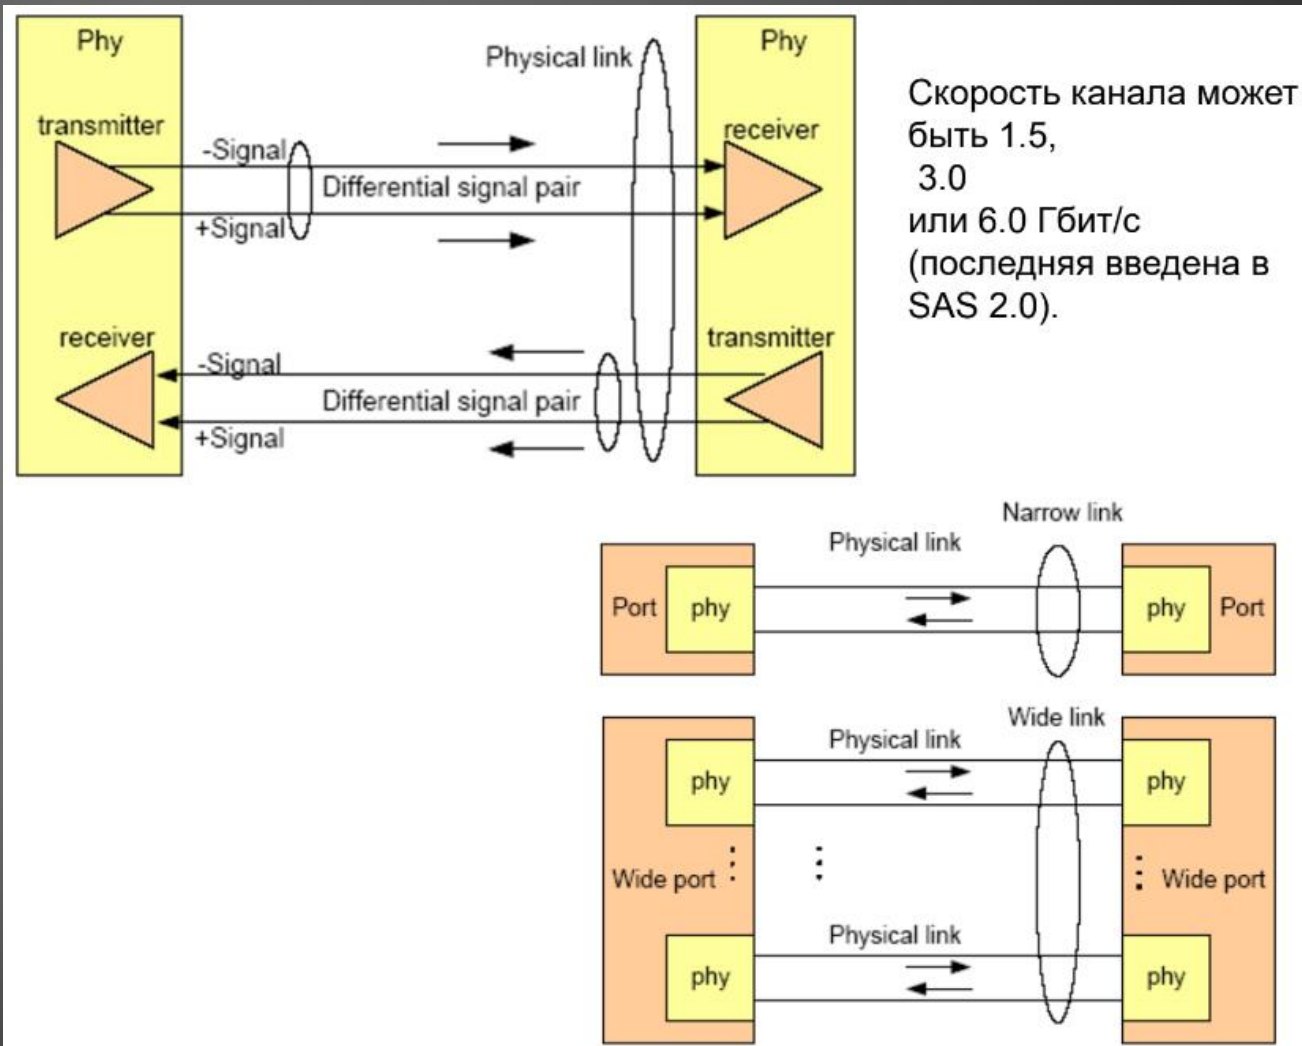 Phy
Physical link
Phy
transmitter
receiver
-Signal
Differential signal pair
+Signal
receiver
transmitter
-Signal
Differential signal pair
+Signal
Скорость канала может
быть 1.5,
3.0
или 6.0 Гбит/с
(последняя введена в
SAS 2.0).
Narrow link
Physical link
Port
phy
phy
Port
Wide link
Physical link
phy
phy
Wide port
Wide port
Physical link
phy
phy